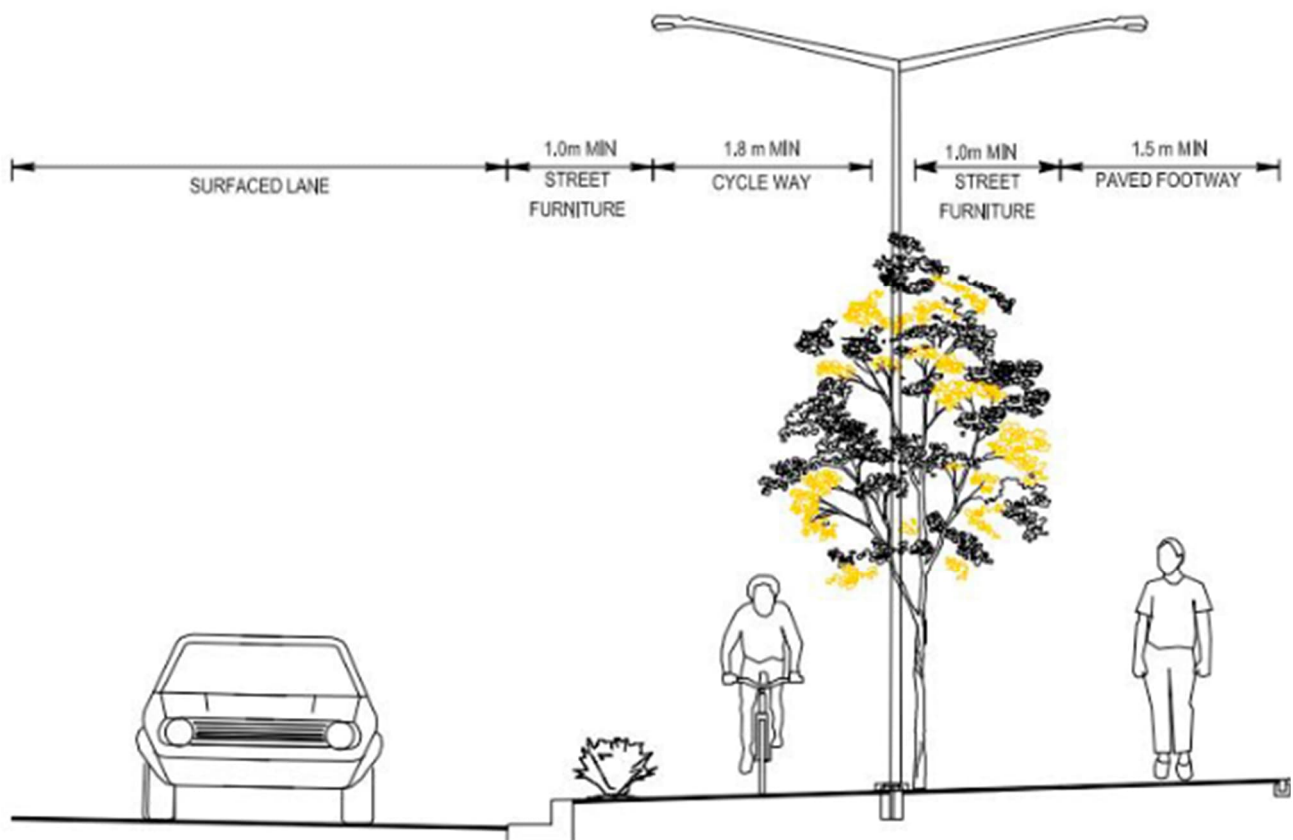 1.0m MIN
1.8 m MIN
1.0m MIN
1.5 m MIN
SURFACED LANE
STREET
FURNITURE
CYCLE WAY
STREET
FURNITURE
PAVED FOOTWAY